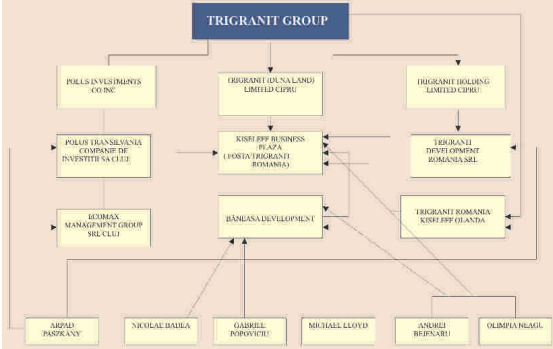 TRIGRANIT GROUP
POLUS INVESTMENTS
CO INC
TRIGRANIT (DUNA LAND)
LIMITED CIPRU
TRIGRANIT HOLDING
LIMITED CIPRU
POLUS TRANSILVANIA
COMPANIE DE
INVESTITII SA CLUJ
KISELEFF BUSINESS
PLAZA
(POSTA TRIGRANIT
ROMANIA)
TRIGRANIT
DEVELOPMENT
ROMANIA SRL
ECOMAX
MANAGEMENT GROUP
SRL CLUJ
BĂNEASA DEVELOPMENT
TRIGRANIT ROMANIA
KISELEFF OLANDA
ARPAD
PASZKANY
NICOLAE BADEA
GABRIEL
POPOVICIU
MICHAEL LLOYD
ANDREI
BEJENARU
OLIMPIA NEAGU